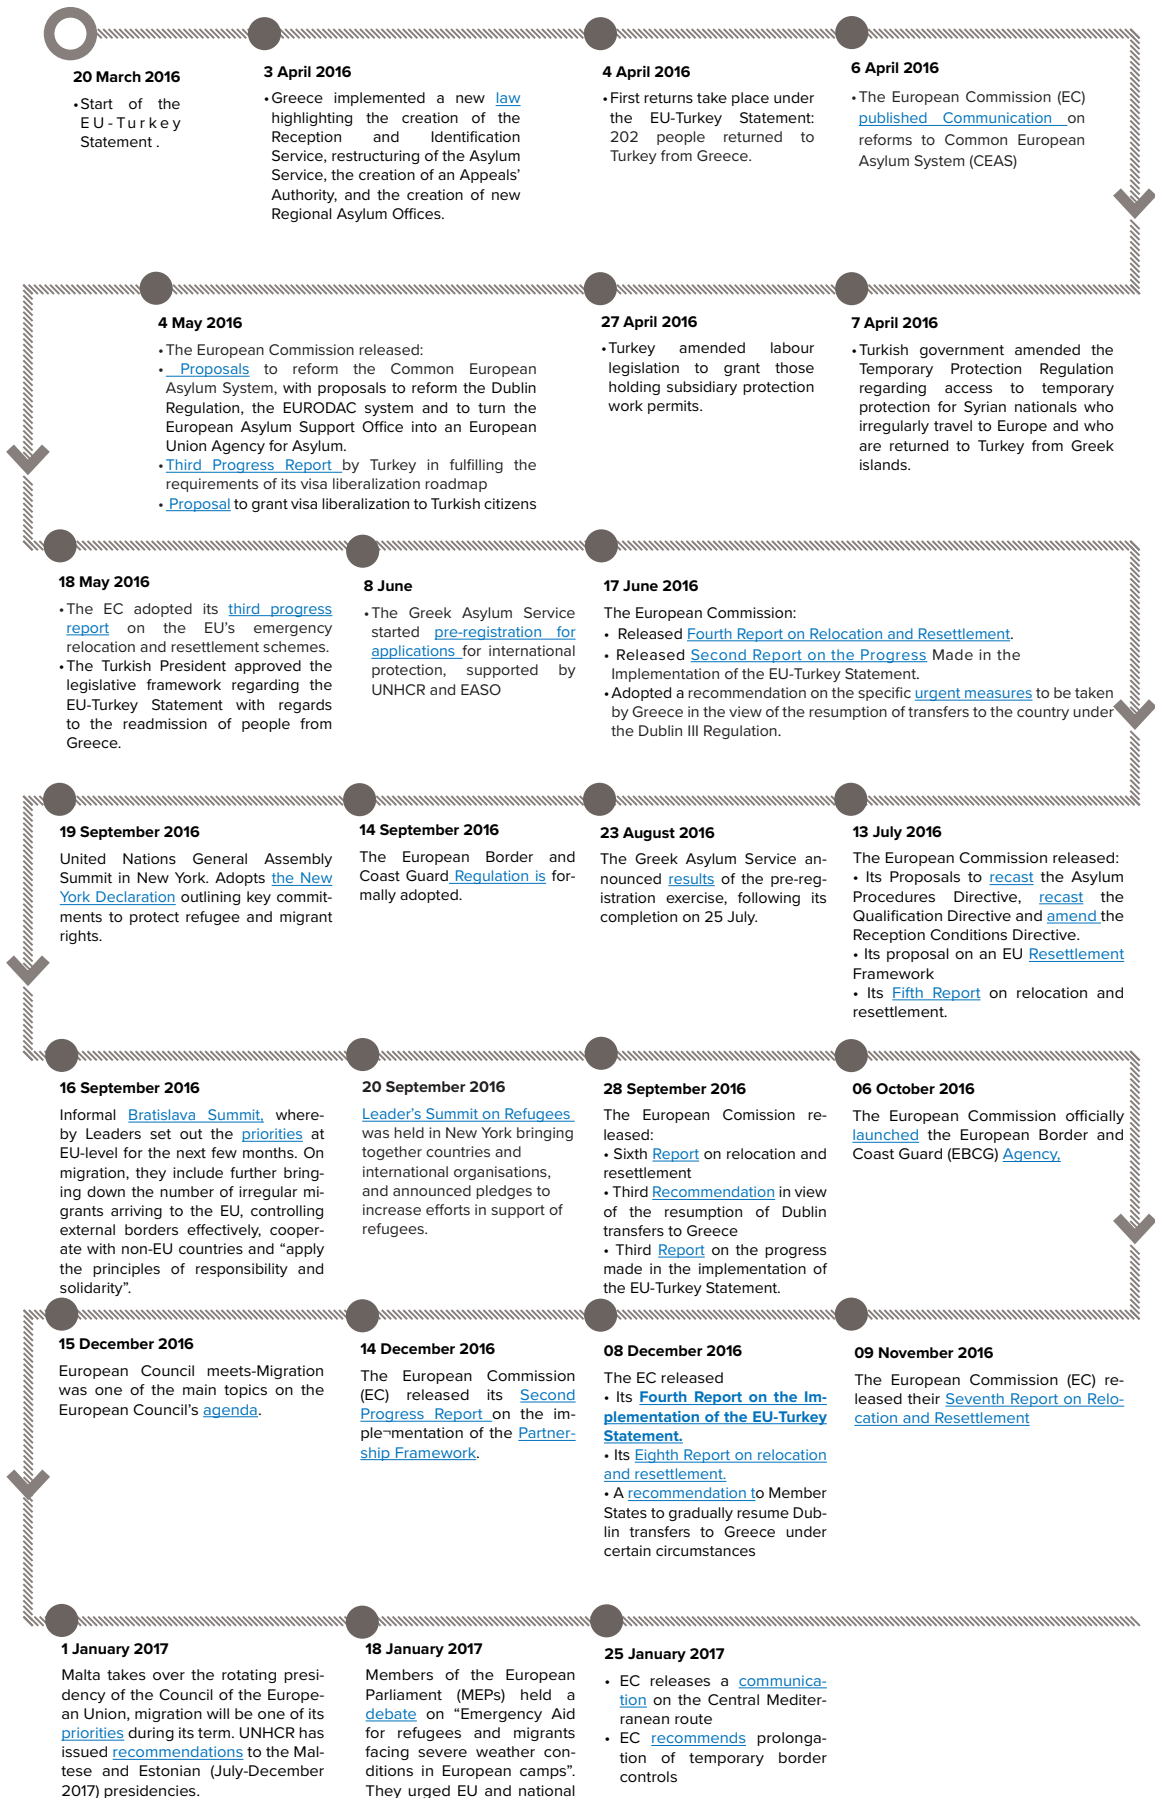 20 March 2016
•Start of the
EU-Turkey
Statement .
3 April 2016
•Greece implemented a new law
highlighting the creation of the
Reception and Identification
Service, restructuring of the Asylum
Service, the creation of an Appeals’
Authority, and the creation of new
Regional Asylum Offices.
4 April 2016
•First returns take place under
the EU-Turkey Statement:
202 people returned to
Turkey from Greece.
6 April 2016
•The European Commission (EC)
published Communication on
reforms to Common European
Asylum System (CEAS)
4 May 2016
•The European Commission released:
• Proposals to reform the Common European
Asylum System, with proposals to reform the Dublin
Regulation, the EURODAC system and to turn the
European Asylum Support Office into an European
Union Agency for Asylum.
•Third Progress Report by Turkey in fulfilling the
requirements of its visa liberalization roadmap
• Proposal to grant visa liberalization to Turkish citizens
27 April 2016
•Turkey amended labour
legislation to grant those
holding subsidiary protection
work permits.
7 April 2016
•Turkish government amended the
Temporary Protection Regulation
regarding access to temporary
protection for Syrian nationals who
irregularly travel to Europe and who
are returned to Turkey from Greek
islands.
18 May 2016
•The EC adopted its third progress
report on the EU’s emergency
relocation and resettlement schemes.
•The Turkish President approved the
legislative framework regarding the
EU-Turkey Statement with regards
to the readmission of people from
Greece.
8 June
•The Greek Asylum Service
started pre-registration for
applications for international
protection, supported by
UNHCR and EASO
17 June 2016
The European Commission:
• Released Fourth Report on Relocation and Resettlement.
• Released Second Report on the Progress Made in the
Implementation of the EU-Turkey Statement.
•Adopted a recommendation on the specific urgent measures to be taken
by Greece in the view of the resumption of transfers to the country under
the Dublin III Regulation.
19 September 2016
United Nations General Assembly
Summit in New York. Adopts the New
York Declaration outlining key commit-
ments to protect refugee and migrant
rights.
14 September 2016
The European Border and
Coast Guard Regulation is for-
mally adopted.
23 August 2016
The Greek Asylum Service an-
nounced results of the pre-reg-
istration exercise, following its
completion on 25 July.
13 July 2016
The European Commission released:
• Its Proposals to recast the Asylum
Procedures Directive, recast the
Qualification Directive and amend the
Reception Conditions Directive.
• Its proposal on an EU Resettlement
Framework
• Its Fifth Report on relocation and
resettlement.
16 September 2016
Informal Bratislava Summit, where-
by Leaders set out the priorities at
EU-level for the next few months. On
migration, they include further bring-
ing down the number of irregular mi-
grants arriving to the EU, controlling
external borders effectively, cooper-
ate with non-EU countries and “apply
the principles of responsibility and
solidarity”.
20 September 2016
Leader’s Summit on Refugees
was held in New York bringing
together countries and
international organisations,
and announced pledges to
increase efforts in support of
refugees.
28 September 2016
The European Comission re-
leased:
• Sixth Report on relocation and
resettlement
• Third Recommendation in view
of the resumption of Dublin
transfers to Greece
• Third Report on the progress
made in the implementation of
the EU-Turkey Statement.
06 October 2016
The European Commission officially
launched the European Border and
Coast Guard (EBCG) Agency,
15 December 2016
European Council meets-Migration
was one of the main topics on the
European Council’s agenda.
14 December 2016
The European Commission
(EC) released its Second
Progress Report on the im-
ple¬mentation of the Partner-
ship Framework.
08 December 2016
The EC released
• Its Fourth Report on the Im-
plementation of the EU-Turkey
Statement.
• Its Eighth Report on relocation
and resettlement.
• A recommendation to Member
States to gradually resume Dub-
lin transfers to Greece under
certain circumstances
09 November 2016
The European Commission (EC) re-
leased their Seventh Report on Relo-
cation and Resettlement
1 January 2017
Malta takes over the rotating presi-
dency of the Council of the Europe-
an Union, migration will be one of its
priorities during its term. UNHCR has
issued recommendations to the Mal-
tese and Estonian (July-December
2017) presidencies.
18 January 2017
Members of the European
Parliament (MEPs) held a
debate on “Emergency Aid
for refugees and migrants
facing severe weather con-
ditions in European camps”.
They urged EU and national
25 January 2017
• EC releases a communica-
tion on the Central Mediter-
ranean route
• EC recommends prolonga-
tion of temporary border
controls